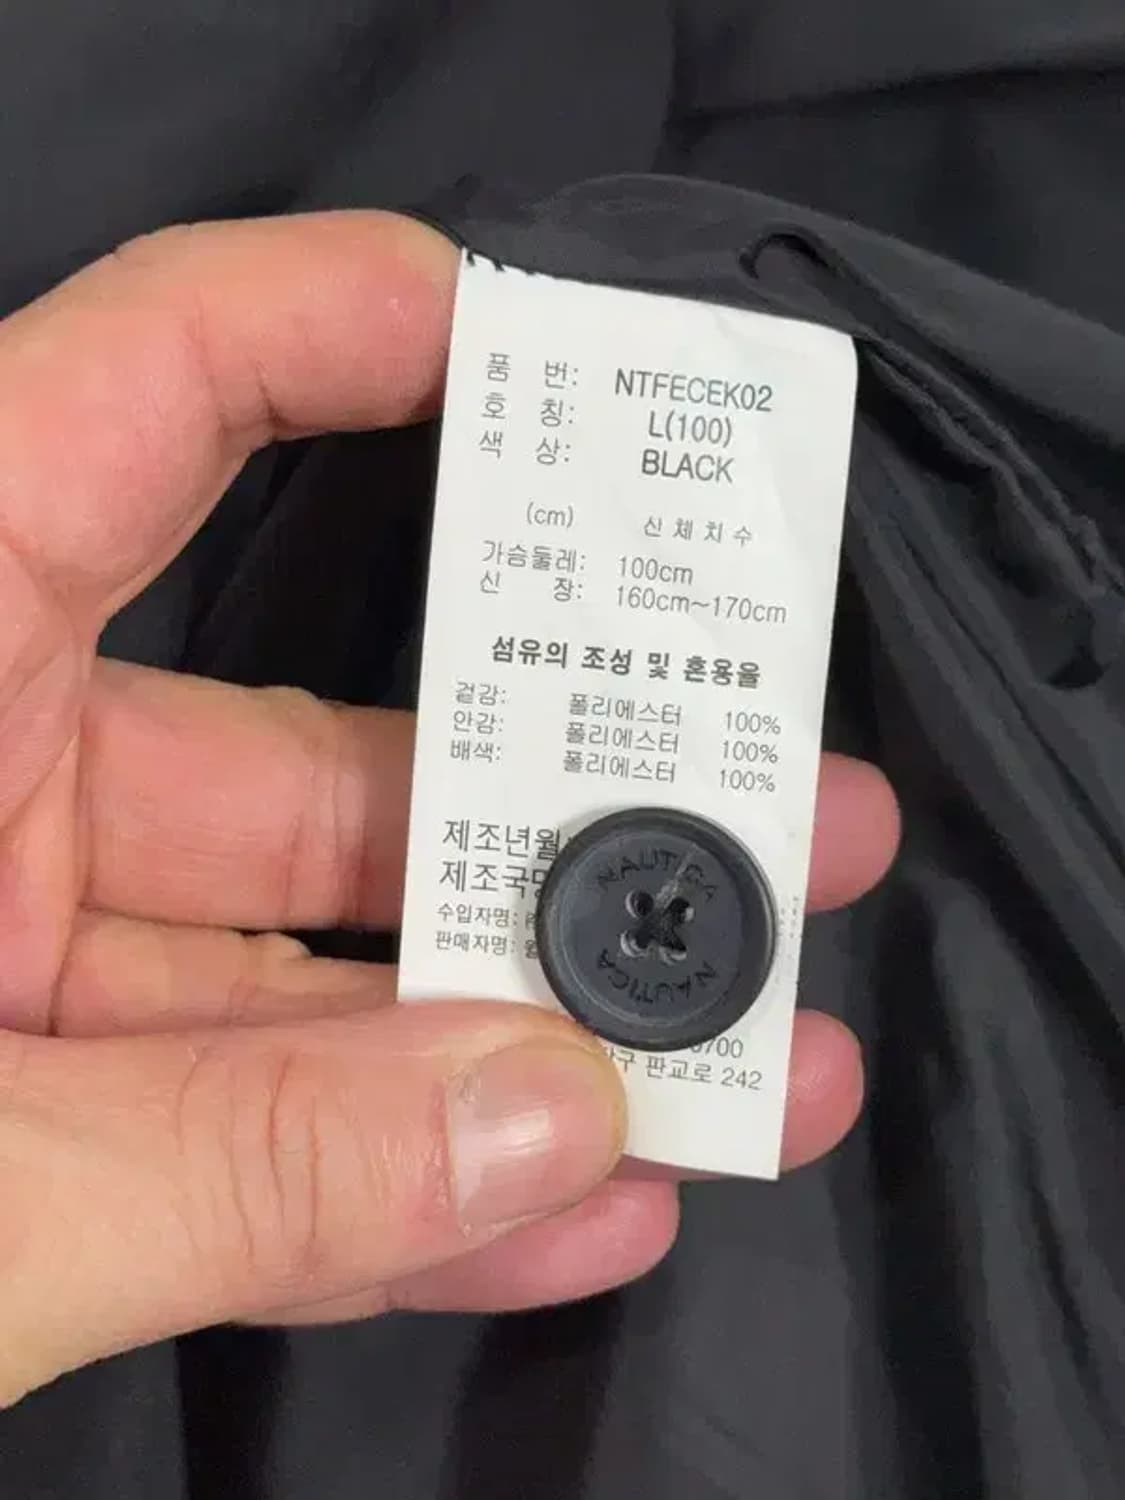 품 번: NTFECEK02
호 칭: L(100)
색 상: BLACK
(cm) 신체치수
가슴둘레: 100cm
신 장: 160cm~170cm
섬유의 조성 및 혼용율
겉감: 폴리에스터 100%
안감: 폴리에스터 100%
배색: 폴리에스터 100%
제조년월
제조국명
수입자명:
판매자명:
NAUTICA
NAUTICA
0700
판교로 242